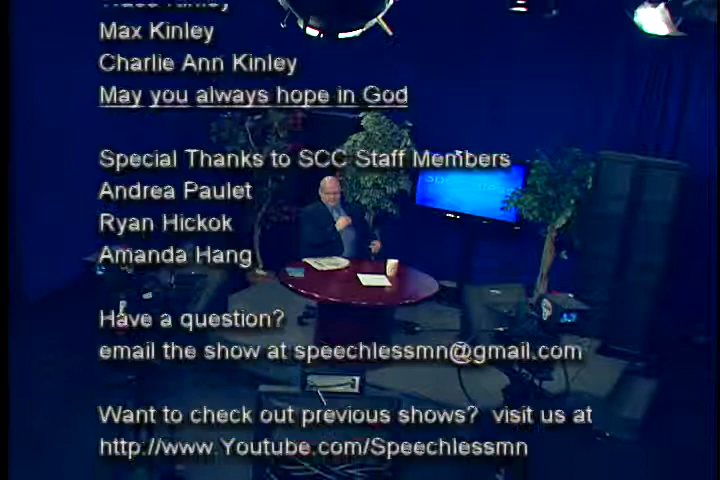 Kinley
Max Kinley
Charlie Ann Kinley
May you always hope in God
Special Thanks to SCC Staff Members
Andrea Paulet
Ryan Hickok
Amanda Hang
Have a question?
email the show at speechlessmn@gmail.com
Want to check out previous shows? visit us at
http://www.Youtube.com/Speechlessmn